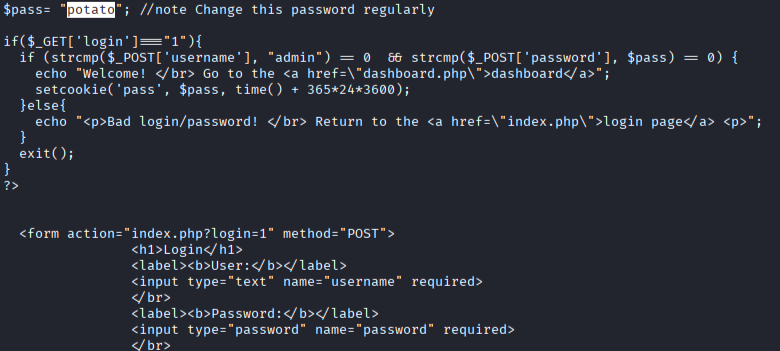 $pass= "potato"; //note Change this password regularly
if($_GET['login']==="1"){
if (strcmp($_POST['username'], "admin") == 0 && strcmp($_POST['password'], $pass) == 0) {
echo "Welcome! </br> Go to the <a href=\"dashboard.php\">dashboard</a>";
setcookie('pass', $pass, time() + 365*24*3600);
}else{
echo "<p>Bad login/password! </br> Return to the <a href=\"index.php\">login page</a> <p>";
}
exit();
}
?>
<form action="index.php?login=1" method="POST">
<h1>Login</h1>
<label><b>User:</b></label>
<input type="text" name="username" required>
</br>
<label><b>Password:</b></label>
<input type="password" name="password" required>
</br>